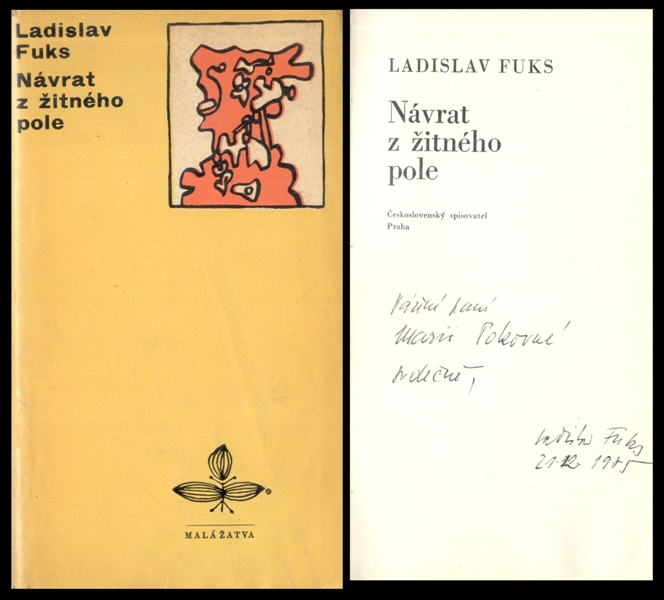 Ladislav
Fuks
Návrat
z žitného
pole
MALÁ ŽATVA
LADISLAV FUKS
Návrat
z žitného
pole
Československý spisovatel
Praha
Vážené paní
Marii Pokorné
srdečně,
Ladislav Fuks
21.12. 1985